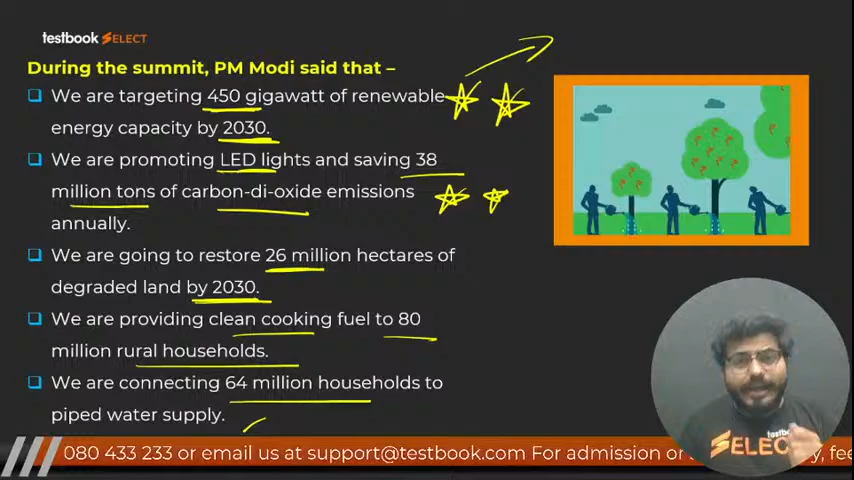 testbook SELECT
During the summit, PM Modi said that –
We are targeting 450 gigawatt of renewable
energy capacity by 2030.
We are promoting LED lights and saving 38
million tons of carbon-di-oxide emissions
annually.
We are going to restore 26 million hectares of
degraded land by 2030.
We are providing clean cooking fuel to 80
million rural households.
We are connecting 64 million households to
piped water supply.
testbook
SELECT
080 433 233 or email us at support@testbook.com For admission or